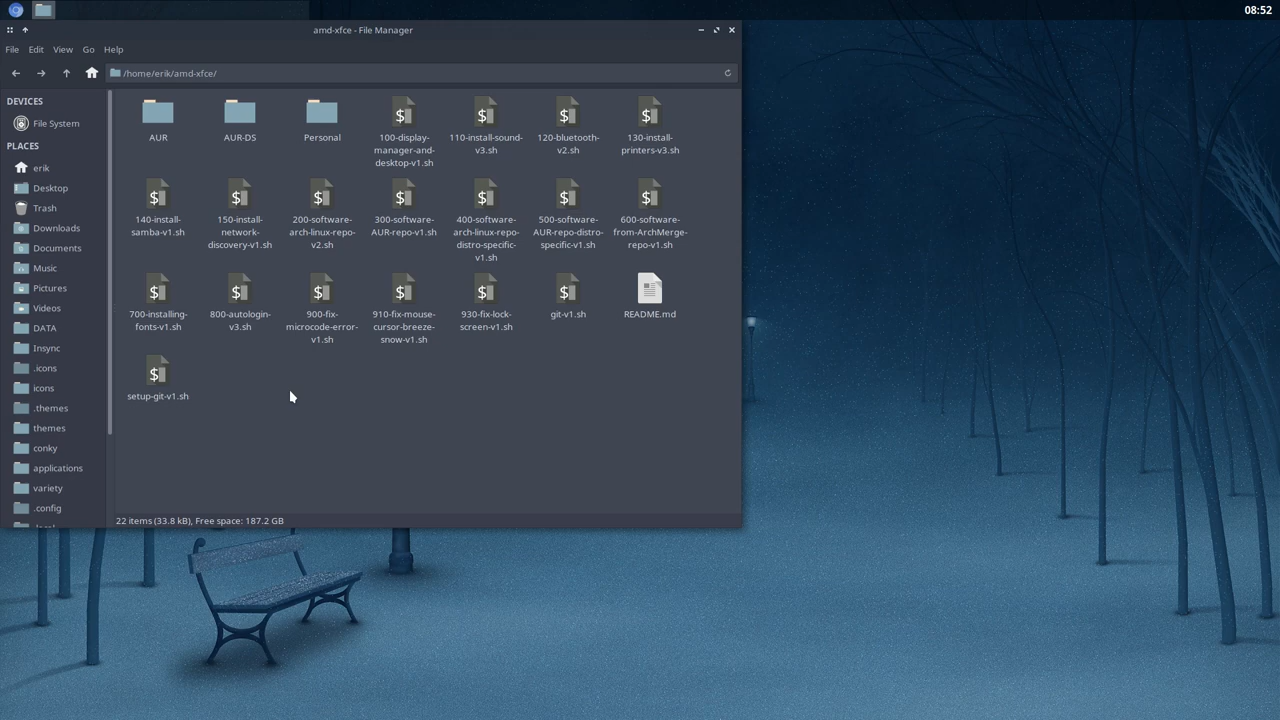 08:52
amd-xfce - File Manager
File Edit View Go Help
/home/erik/amd-xfce/
DEVICES
File System
PLACES
erik
Desktop
Trash
Downloads
Documents
Music
Pictures
Videos
DATA
Insync
.icons
icons
.themes
themes
conky
applications
variety
.config
.local
AUR
AUR-DS
Personal
100-display-
manager-and-
desktop-v1.sh
110-install-sound-
v3.sh
120-bluetooth-
v2.sh
130-install-
printers-v3.sh
140-install-
samba-v1.sh
150-install-
network-
discovery-v1.sh
200-software-
arch-linux-repo-
v2.sh
300-software-
AUR-repo-v1.sh
400-software-
arch-linux-repo-
distro-specific-
v1.sh
500-software-
AUR-repo-distro-
specific-v1.sh
600-software-
from-ArchMerge-
repo-v1.sh
700-installing-
fonts-v1.sh
800-autologin-
v3.sh
900-fix-
microcode-error-
v1.sh
910-fix-mouse-
cursor-breeze-
snow-v1.sh
930-fix-lock-
screen-v1.sh
git-v1.sh
README.md
setup-git-v1.sh
22 items (33.8 kB), Free space: 187.2 GB